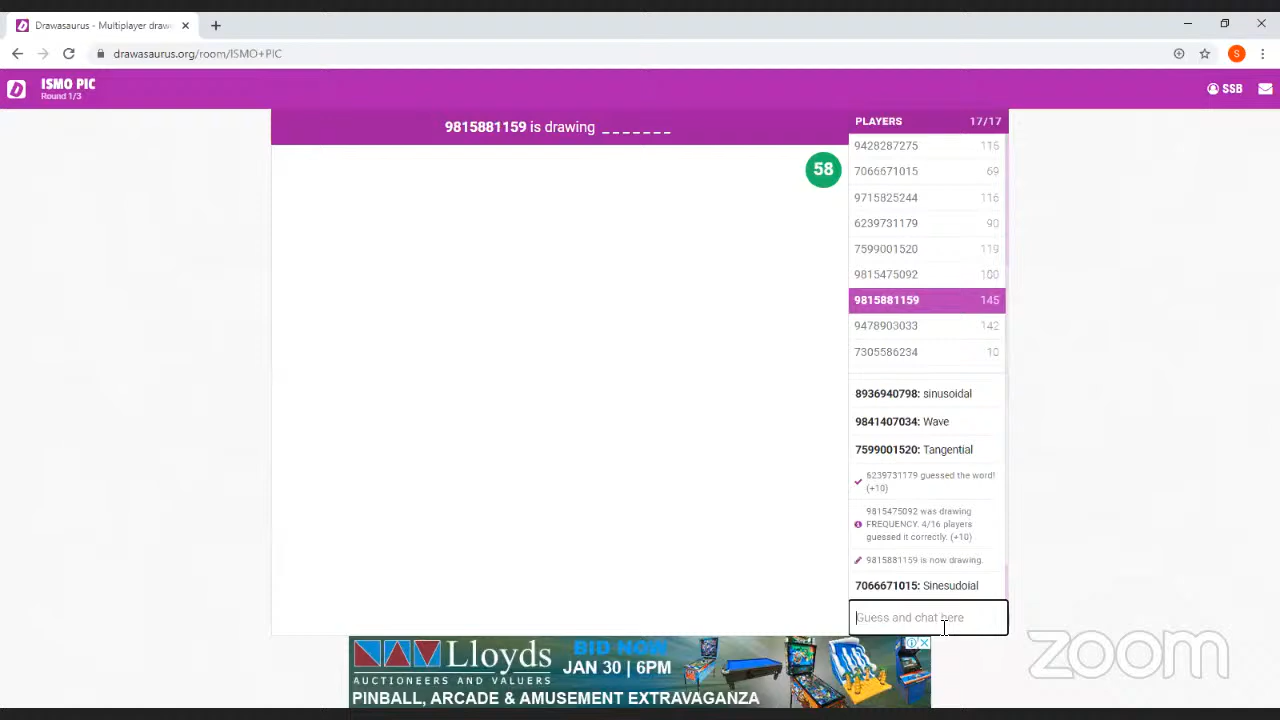 Drawasaurus - Multiplayer draw
drawasaurus.org/room/ISMO+PIC
S
ISMO PIC
Round 1/3
SSB
9815881159 is drawing _ _ _ _ _ _ _
58
PLAYERS 17/17
9428287275 116
7066671015 69
9715825244 116
6239731179 90
7599001520 119
9815475092 100
9815881159 145
9478903033 142
7305586234 10
8936940798: sinusoidal
9841407034: Wave
7599001520: Tangential
6239731179 guessed the word!
(+10)
9815475092 was drawing
FREQUENCY. 4/16 players
guessed it correctly. (+10)
9815881159 is now drawing.
7066671015: Sinesudoial
Guess and chat here
Lloyds
AUCTIONEERS AND VALUERS
BID NOW
JAN 30 | 6PM
PINBALL, ARCADE & AMUSEMENT EXTRAVAGANZA
zoom